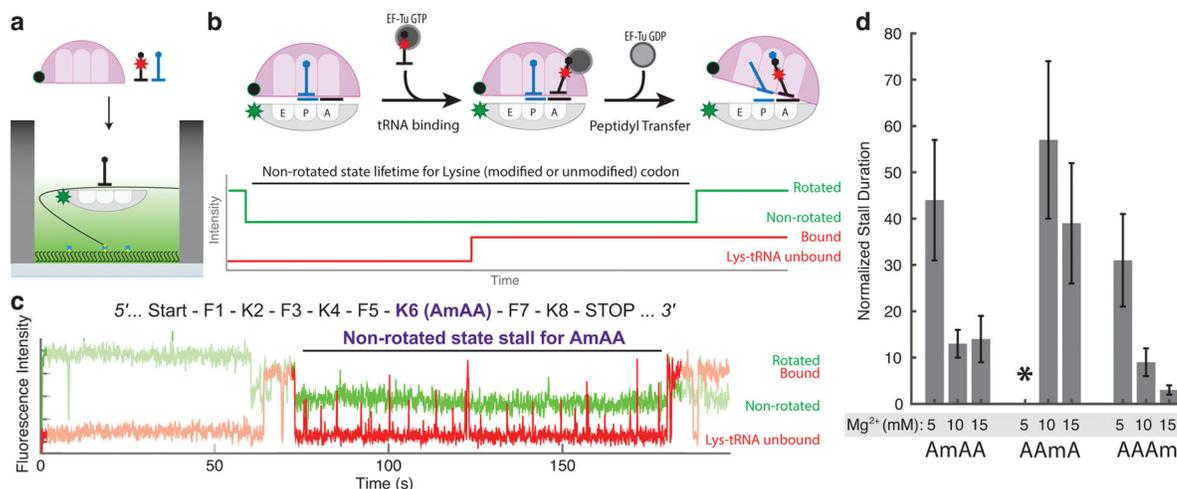 a
b
EF-Tu GTP
EF-Tu GDP
E P A
tRNA binding
E P A
Peptidyl Transfer
E P A
Non-rotated state lifetime for Lysine (modified or unmodified) codon
Intensity
Rotated
Non-rotated
Bound
Lys-tRNA unbound
Time
c
5'... Start - F1 - K2 - F3 - K4 - F5 - K6 (AmAA) - F7 - K8 - STOP ... 3'
Non-rotated state stall for AmAA
Fluorescence Intensity
Rotated
Bound
Non-rotated
Lys-tRNA unbound
0 50 100 150
Time (s)
d
Normalized Stall Duration
80
70
60
50
40
30
20
10
0
*
Mg2+ (mM): 5 10 15 5 10 15 5 10 15
AmAA AAmA AAAm